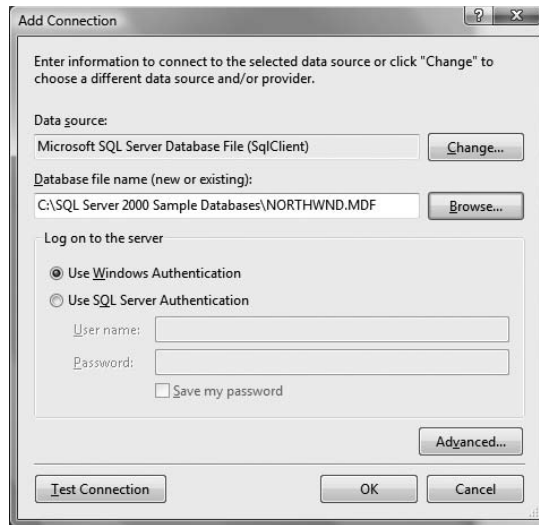 Add Connection
Enter information to connect to the selected data source or click "Change" to
choose a different data source and/or provider.
Data source:
Microsoft SQL Server Database File (SqlClient)
Change...
Database file name (new or existing):
C:\SQL Server 2000 Sample Databases\NORTHWND.MDF
Browse...
Log on to the server
Use Windows Authentication
Use SQL Server Authentication
User name:
Password:
Save my password
Advanced...
Test Connection
OK
Cancel